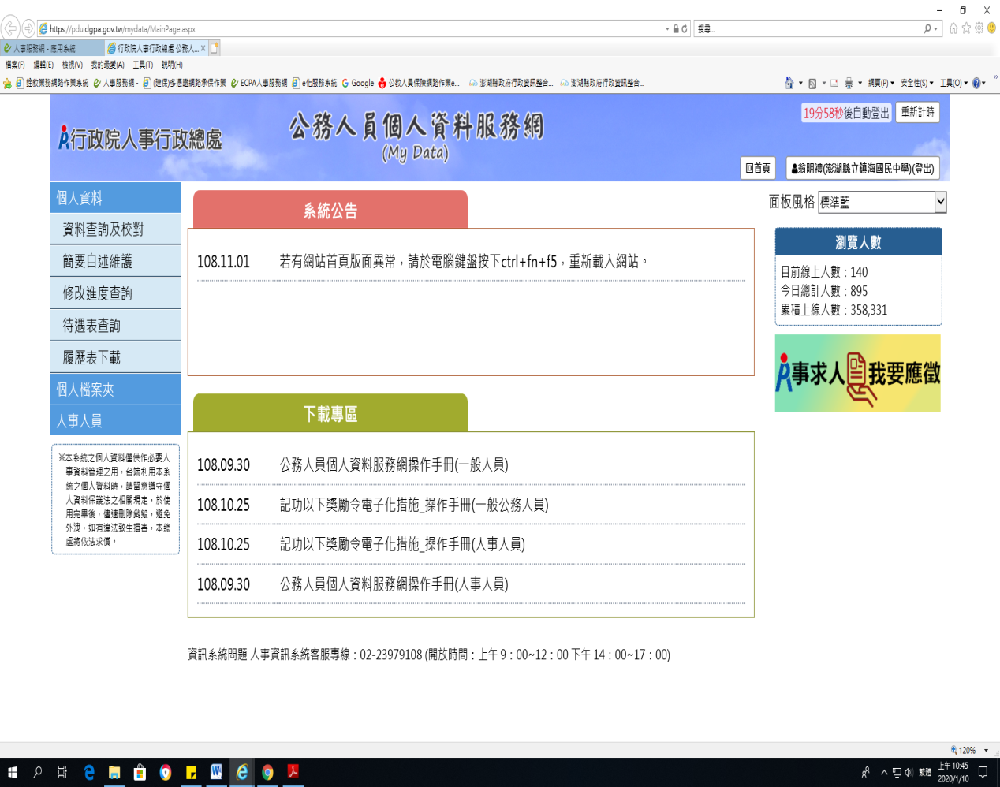 https://pdu.dgpa.gov.tw/mydata/MainPage.aspx
搜尋...
人事服務網 - 應用系統
行政院人事行政總處 公務人...
檔案(F) 編輯(E) 檢視(V) 我的最愛(A) 工具(T) 說明(H)
銓敘業務網路作業系統 人事服務網 - (建保)多憑證網路承保作業 ECPA人事服務網 e化服務系統 Google 公教人員保險網路作業e... 澎湖縣政府行政資訊整合... 澎湖縣政府行政資訊整合...
網頁(P) 安全性(S) 工具(O)
行政院人事行政總處
公務人員個人資料服務網
(My Data)
19分58秒後自動登出 重新計時
回首頁 翁明禮(澎湖縣立鎮海國民中學)(登出)
個人資料
資料查詢及校對
簡要自述維護
修改進度查詢
待遇表查詢
履歷表下載
個人檔案夾
人事人員
※本系統之個人資料僅供作必要人
事資料管理之用，台端利用本系
統之個人資料時，請留意遵守個
人資料保護法之相關規定，於使
用完畢後，儘速刪除銷毀，避免
外洩，如有違法致生損害，本總
處將依法求償。
系統公告
108.11.01 若有網站首頁版面異常，請於電腦鍵盤按下ctrl+fn+f5，重新載入網站。
下載專區
108.09.30 公務人員個人資料服務網操作手冊(一般人員)
108.10.25 記功以下獎勵令電子化措施_操作手冊(一般公務人員)
108.10.25 記功以下獎勵令電子化措施_操作手冊(人事人員)
108.09.30 公務人員個人資料服務網操作手冊(人事人員)
資訊系統問題 人事資訊系統客服專線：02-23979108 (開放時間：上午 9：00~12：00 下午 14：00~17：00)
面板風格 標準藍
瀏覽人數
目前線上人數：140
今日總計人數：895
累積上線人數：358,331
事求人 我要應徵
120%
繁體
上午 10:45
2020/1/10